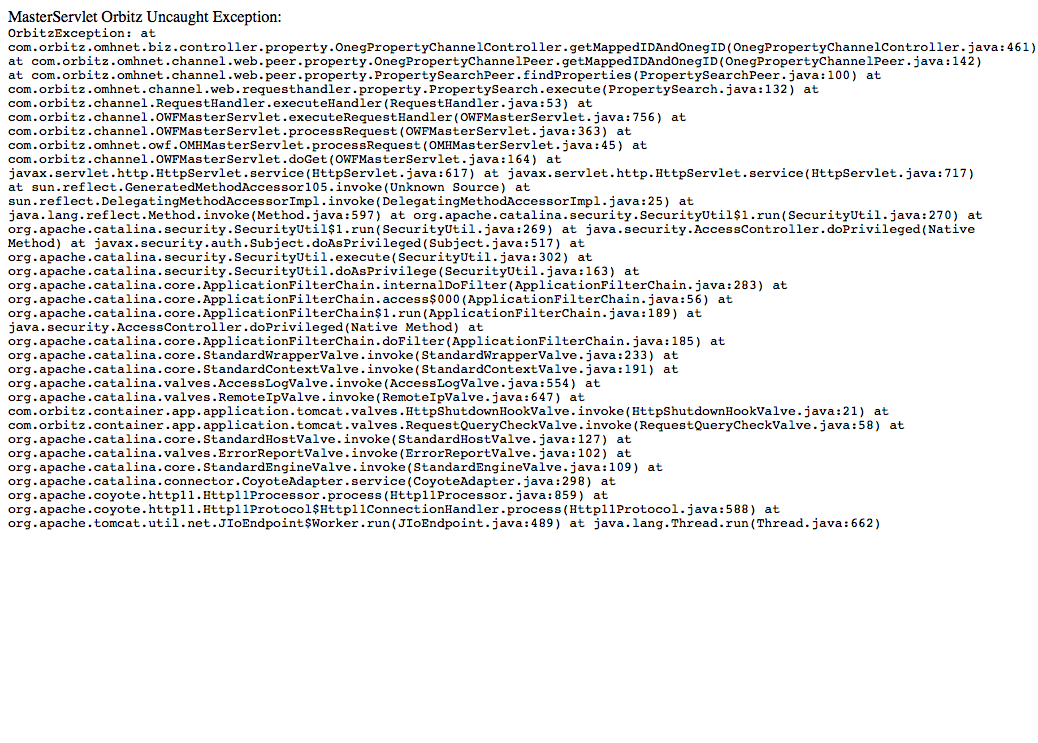 MasterServlet Orbitz Uncaught Exception:
OrbitzException: at
com.orbitz.omhnet.biz.controller.property.OnegPropertyChannelController.getMappedIDAndOnegID(OnegPropertyChannelController.java:461)
at com.orbitz.omhnet.channel.web.peer.property.OnegPropertyChannelPeer.getMappedIDAndOnegID(OnegPropertyChannelPeer.java:142)
at com.orbitz.omhnet.channel.web.peer.property.PropertySearchPeer.findProperties(PropertySearchPeer.java:100) at
com.orbitz.omhnet.channel.web.requesthandler.property.PropertySearch.execute(PropertySearch.java:132) at
com.orbitz.channel.RequestHandler.executeHandler(RequestHandler.java:53) at
com.orbitz.channel.OWFMasterServlet.executeRequestHandler(OWFMasterServlet.java:756) at
com.orbitz.channel.OWFMasterServlet.processRequest(OWFMasterServlet.java:363) at
com.orbitz.omhnet.owf.OMHMasterServlet.processRequest(OMHMasterServlet.java:45) at
com.orbitz.channel.OWFMasterServlet.doGet(OWFMasterServlet.java:164) at
javax.servlet.http.HttpServlet.service(HttpServlet.java:617) at javax.servlet.http.HttpServlet.service(HttpServlet.java:717)
at sun.reflect.GeneratedMethodAccessor105.invoke(Unknown Source) at
sun.reflect.DelegatingMethodAccessorImpl.invoke(DelegatingMethodAccessorImpl.java:25) at
java.lang.reflect.Method.invoke(Method.java:597) at org.apache.catalina.security.SecurityUtil$1.run(SecurityUtil.java:270) at
org.apache.catalina.security.SecurityUtil$1.run(SecurityUtil.java:269) at java.security.AccessController.doPrivileged(Native
Method) at javax.security.auth.Subject.doAsPrivileged(Subject.java:517) at
org.apache.catalina.security.SecurityUtil.execute(SecurityUtil.java:302) at
org.apache.catalina.security.SecurityUtil.doAsPrivilege(SecurityUtil.java:163) at
org.apache.catalina.core.ApplicationFilterChain.internalDoFilter(ApplicationFilterChain.java:283) at
org.apache.catalina.core.ApplicationFilterChain.access$000(ApplicationFilterChain.java:56) at
org.apache.catalina.core.ApplicationFilterChain$1.run(ApplicationFilterChain.java:189) at
java.security.AccessController.doPrivileged(Native Method) at
org.apache.catalina.core.ApplicationFilterChain.doFilter(ApplicationFilterChain.java:185) at
org.apache.catalina.core.StandardWrapperValve.invoke(StandardWrapperValve.java:233) at
org.apache.catalina.core.StandardContextValve.invoke(StandardContextValve.java:191) at
org.apache.catalina.valves.AccessLogValve.invoke(AccessLogValve.java:554) at
org.apache.catalina.valves.RemoteIpValve.invoke(RemoteIpValve.java:647) at
com.orbitz.container.app.application.tomcat.valves.HttpShutdownHookValve.invoke(HttpShutdownHookValve.java:21) at
com.orbitz.container.app.application.tomcat.valves.RequestQueryCheckValve.invoke(RequestQueryCheckValve.java:58) at
org.apache.catalina.core.StandardHostValve.invoke(StandardHostValve.java:127) at
org.apache.catalina.valves.ErrorReportValve.invoke(ErrorReportValve.java:102) at
org.apache.catalina.core.StandardEngineValve.invoke(StandardEngineValve.java:109) at
org.apache.catalina.connector.CoyoteAdapter.service(CoyoteAdapter.java:298) at
org.apache.coyote.http11.Http11Processor.process(Http11Processor.java:859) at
org.apache.coyote.http11.Http11Protocol$Http11ConnectionHandler.process(Http11Protocol.java:588) at
org.apache.tomcat.util.net.JIoEndpoint$Worker.run(JIoEndpoint.java:489) at java.lang.Thread.run(Thread.java:662)